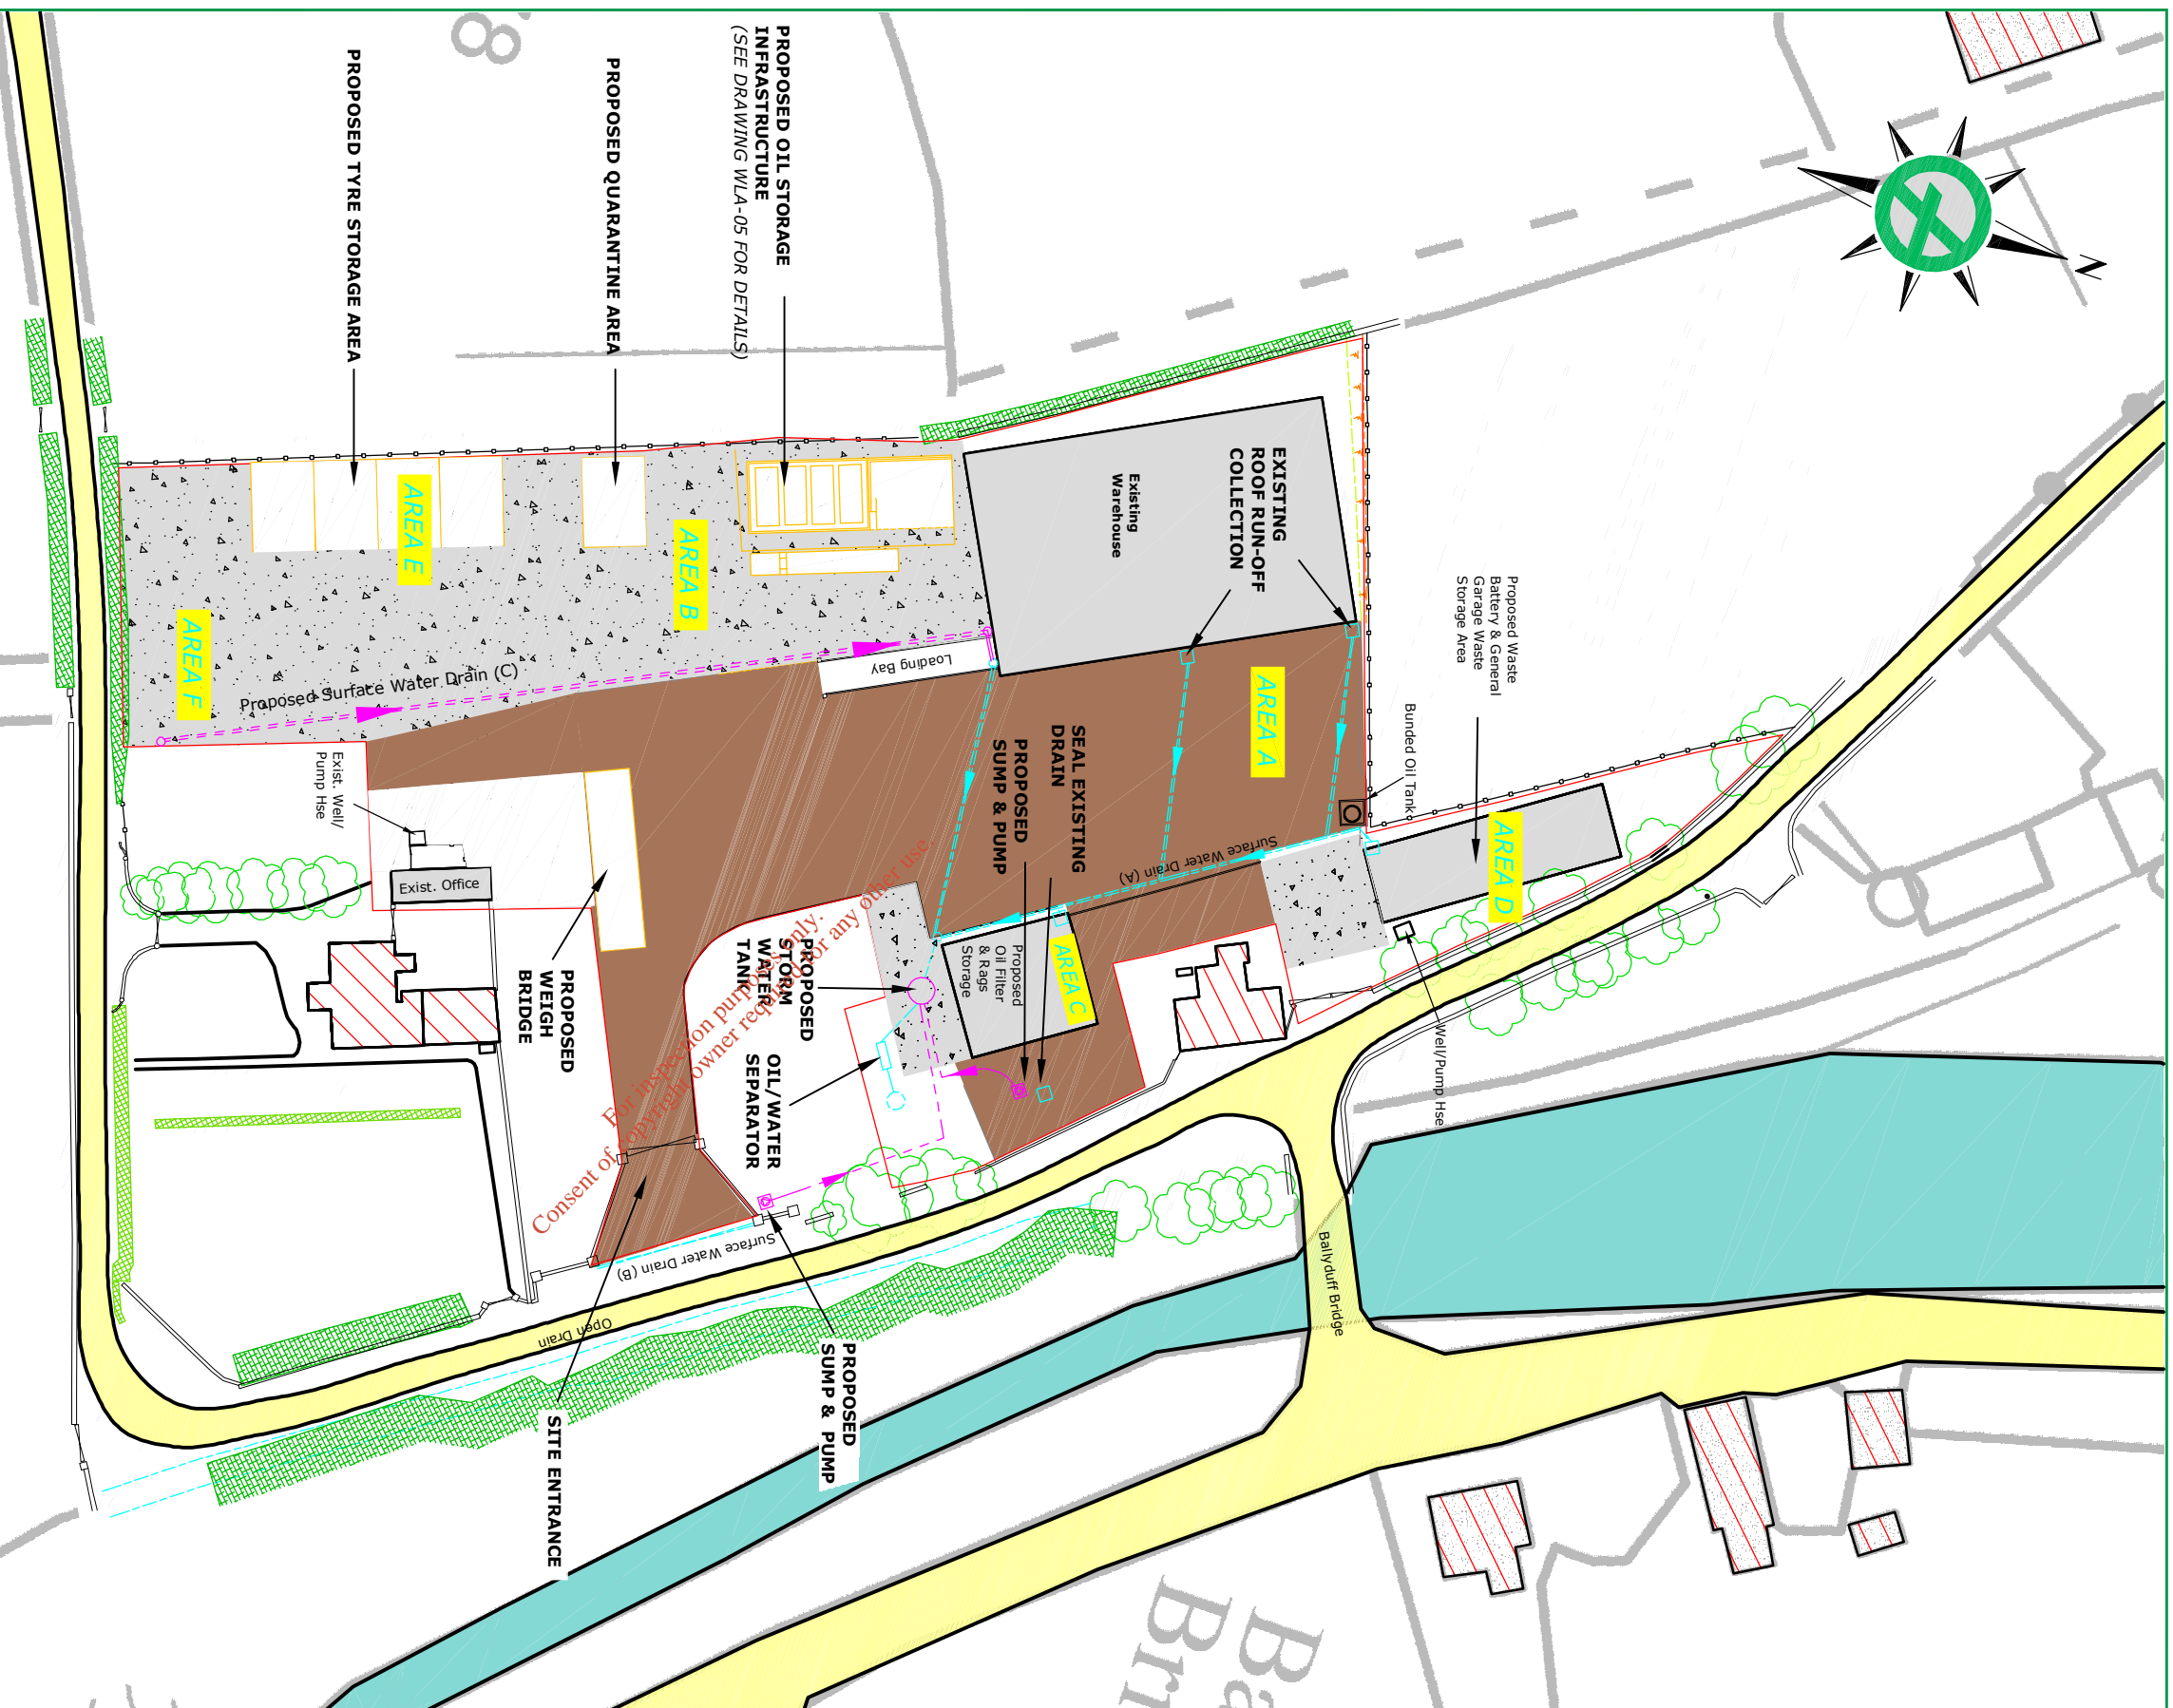 8
PROPOSED OIL STORAGE
INFRASTRUCTURE
(SEE DRAWING WLA-05 FOR DETAILS)
PROPOSED QUARANTINE AREA
PROPOSED TYRE STORAGE AREA
N
EXISTING
ROOF RUN-OFF
COLLECTION
Existing
Warehouse
AREA E
AREA B
AREA F
AREA A
Loading Bay
Proposed Surface Water Drain (C)
Proposed Waste
Battery & General
Garage Waste
Storage Area
Bunded Oil Tank
AREA D
SEAL EXISTING
DRAIN
PROPOSED
SUMP & PUMP
Surface Water Drain (A)
Exist. Well/
Pump Hse
Exist. Office
AREA C
Proposed
Oil Filter
& Rags
Storage
PROPOSED
STORM
WATER
TANK
PROPOSED
WEIGH
BRIDGE
OIL/WATER
SEPARATOR
Well/Pump Hse
For inspection purposes only.
Consent of copyright owner required for any other use.
Surface Water Drain (B)
Open Drain
Ballyduff Bridge
PROPOSED
SUMP & PUMP
SITE ENTRANCE
Ba
Bri